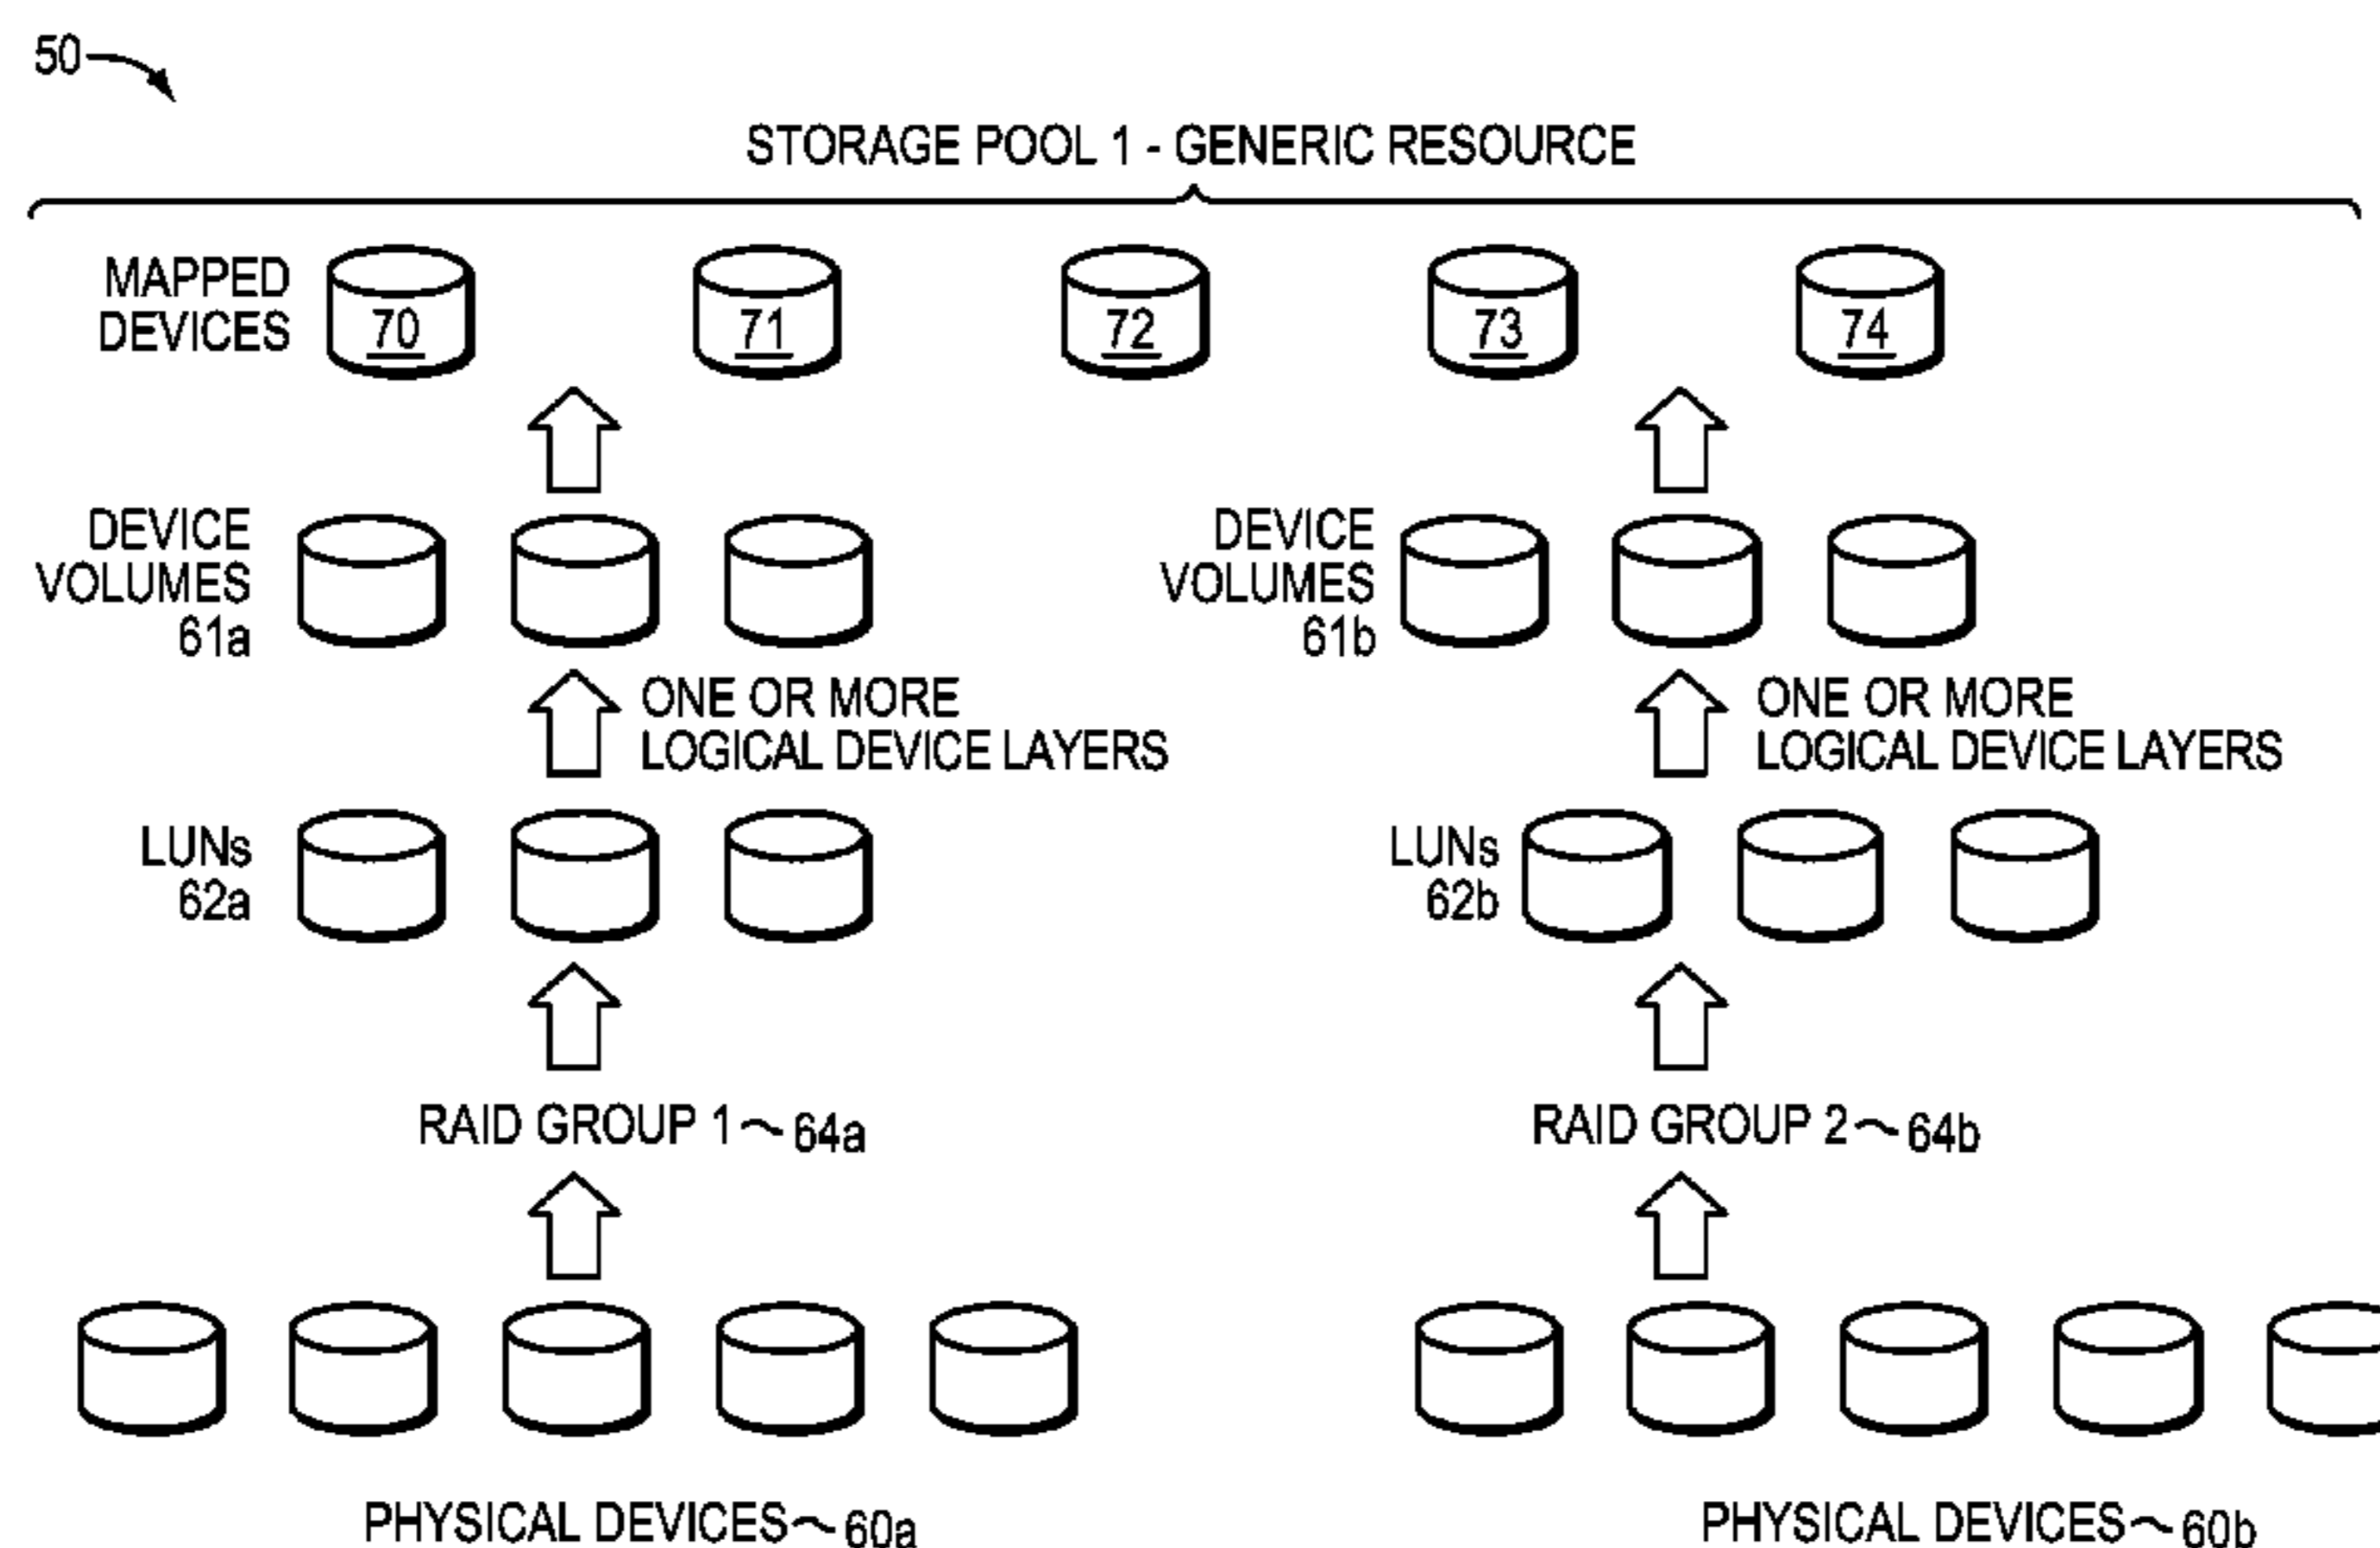 50
STORAGE POOL 1 - GENERIC RESOURCE
MAPPED
DEVICES
70
71
72
73
74
DEVICE
VOLUMES
61a
DEVICE
VOLUMES
61b
ONE OR MORE
LOGICAL DEVICE LAYERS
ONE OR MORE
LOGICAL DEVICE LAYERS
LUNs
62a
LUNs
62b
RAID GROUP 1~64a
RAID GROUP 2~64b
PHYSICAL DEVICES~60a
PHYSICAL DEVICES~60b